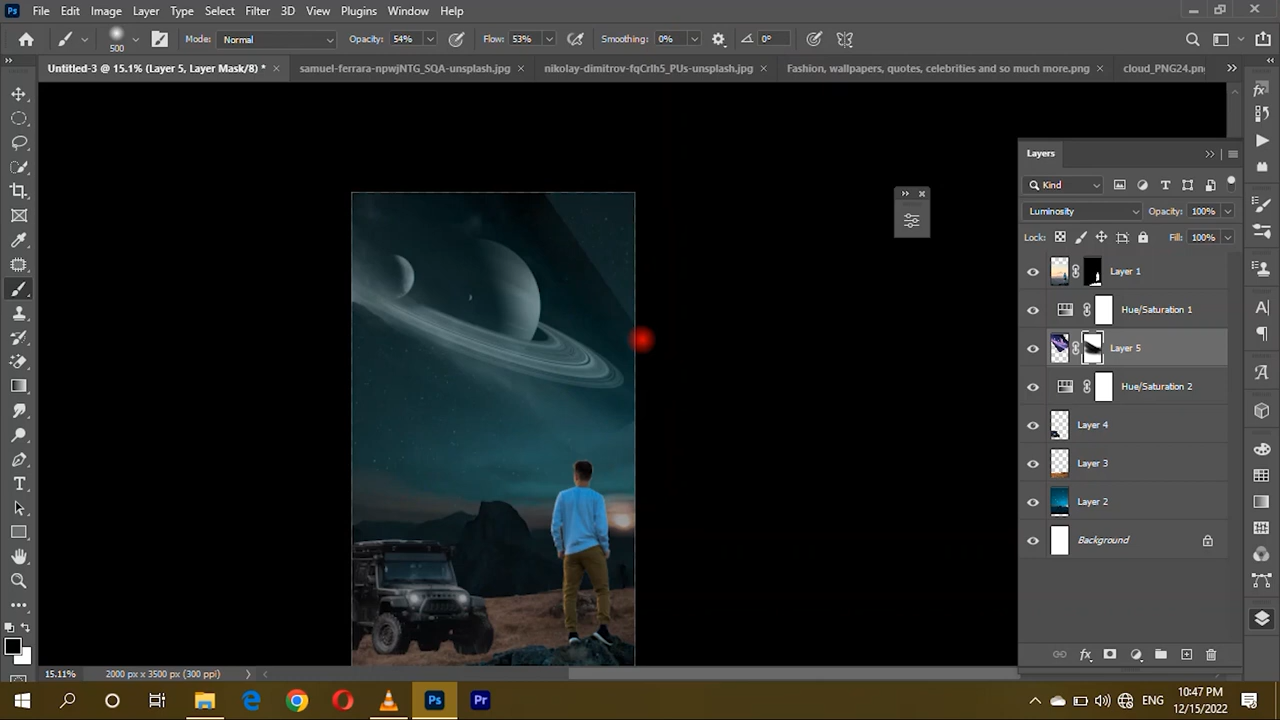 Ps File Edit Image Layer Type Select Filter 3D View Plugins Window Help
500 Mode: Normal Opacity: 54% Flow: 53% Smoothing: 0% 0°
Untitled-3 @ 15.1% (Layer 5, Layer Mask/8) * × samuel-ferrara-npwjNTG_SQA-unsplash.jpg × nikolay-dimitrov-fqCrlh5_PUs-unsplash.jpg × Fashion, wallpapers, quotes, celebrities and so much more.png × cloud_PNG24.pn
Layers
Kind
Luminosity Opacity: 100%
Lock: Fill: 100%
Layer 1
Hue/Saturation 1
Layer 5
Hue/Saturation 2
Layer 4
Layer 3
Layer 2
Background
15.11% 2000 px x 3500 px (300 ppi)
Ps Pr ENG 10:47 PM
12/15/2022